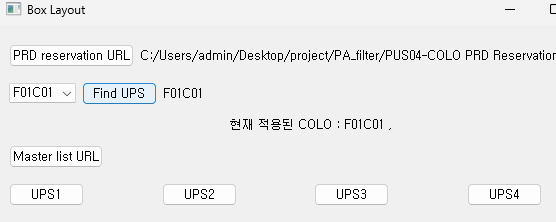 Box Layout
PRD reservation URL C:/Users/admin/Desktop/project/PA_filter/PUS04-COLO PRD Reservation
F01C01 Find UPS F01C01
현재 적용된 COLO : F01C01 ,
Master list URL
UPS1 UPS2 UPS3 UPS4